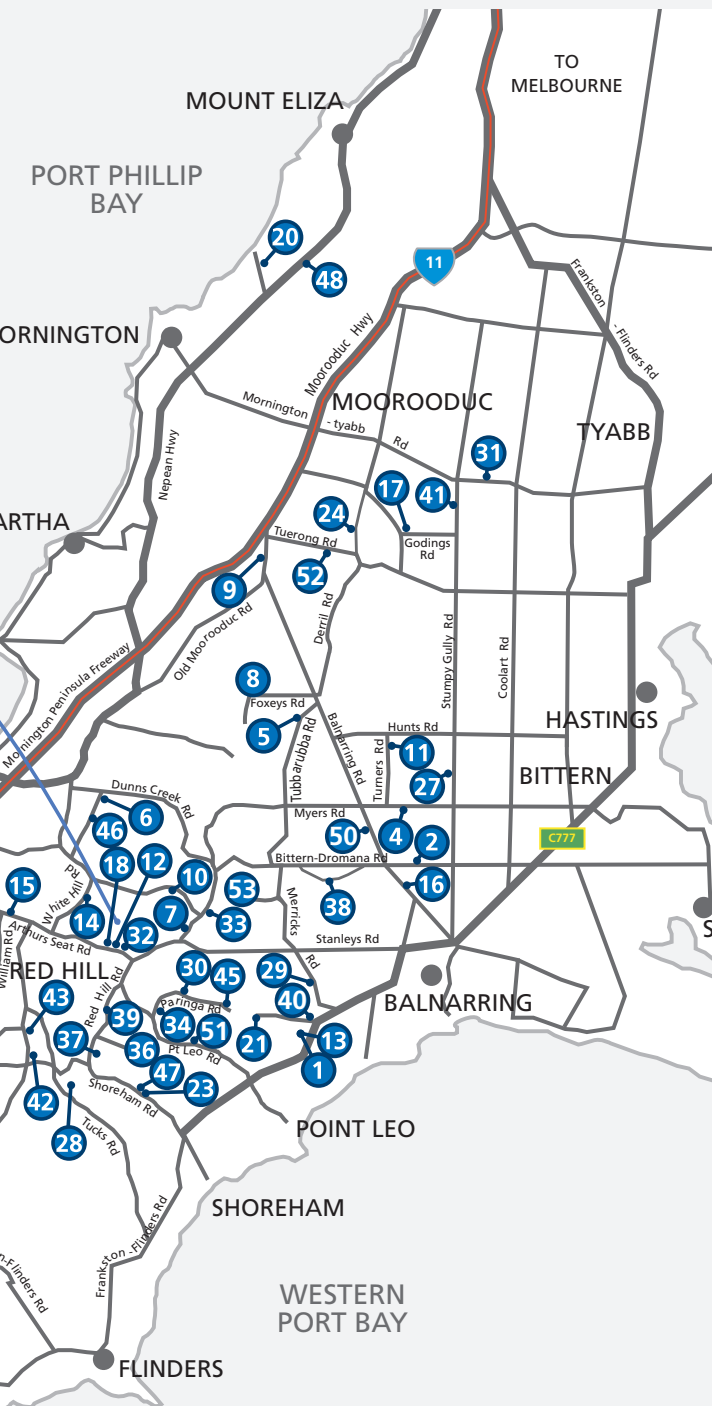 TO
MELBOURNE
MOUNT ELIZA
PORT PHILLIP
BAY
20
11
48
Frankston
- Flinders Rd
ORNINGTON
Moorooduc Hwy
MOOROODUC
Mornington
- tyabb
Rd
TYABB
Nepean Hwy
31
17
41
24
ARTHA
Tuerong Rd
Godings
Rd
52
9
Derril Rd
Old Moorooduc Rd
Stumpy Gully Rd
Coolart Rd
Mornington Peninsula Freeway
8
Foxeys Rd
5
Tubbarubba Rd
Balnarring Rd
Hunts Rd
HASTINGS
11
Turners Rd
27
BITTERN
Dunns Creek
Rd
6
46
Myers Rd
50
4
2
C777
Bittern-Dromana Rd
18
12
10
53
15
White Hill
Rd
16
38
14
7
33
Merricks
Rd
32
Arthurs Seat Rd
Stanleys Rd
William Rd
S
RED HILL
30
45
29
Red Hill Rd
43
Paringa Rd
40
BALNARRING
39
34
51
21
13
37
36
Pt Leo Rd
47
1
Shoreham Rd
23
42
28
Tucks Rd
POINT LEO
SHOREHAM
Frankston -Flinders Rd
n-Flinders Rd
WESTERN
PORT BAY
FLINDERS